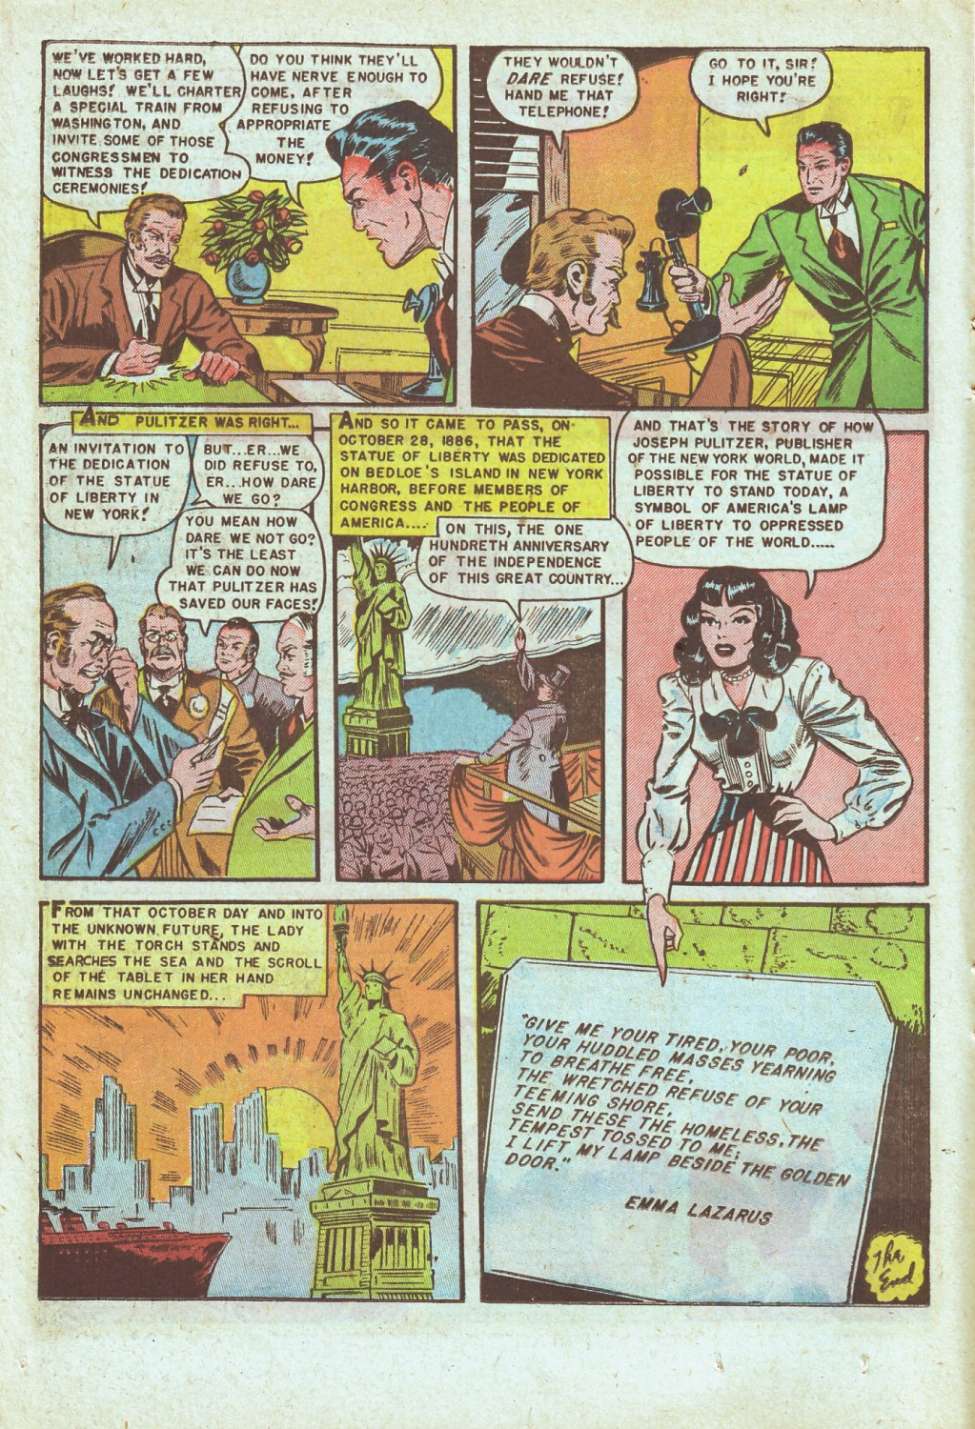 WE'VE WORKED HARD,
NOW LET'S GET A FEW
LAUGHS! WE'LL CHARTER
A SPECIAL TRAIN FROM
WASHINGTON, AND
INVITE SOME OF THOSE
CONGRESSMEN TO
WITNESS THE DEDICATION
CEREMONIES!
DO YOU THINK THEY'LL
HAVE NERVE ENOUGH TO
COME, AFTER
REFUSING TO
APPROPRIATE
THE
MONEY?
THEY WOULDN'T
DARE REFUSE!
HAND ME THAT
TELEPHONE!
GO TO IT, SIR!
I HOPE YOU'RE
RIGHT!
AND PULITZER WAS RIGHT...
AN INVITATION TO
THE DEDICATION
OF THE STATUE
OF LIBERTY IN
NEW YORK!
BUT...ER...WE
DID REFUSE TO,
ER...HOW DARE
WE GO?
YOU MEAN HOW
DARE WE NOT GO?
IT'S THE LEAST
WE CAN DO NOW
THAT PULITZER HAS
SAVED OUR FACES!
AND SO IT CAME TO PASS, ON
OCTOBER 28, 1886, THAT THE
STATUE OF LIBERTY WAS DEDICATED
ON BEDLOE'S ISLAND IN NEW YORK
HARBOR, BEFORE MEMBERS OF
CONGRESS AND THE PEOPLE OF
AMERICA....
ON THIS, THE ONE
HUNDRETH ANNIVERSARY
OF THE INDEPENDENCE
OF THIS GREAT COUNTRY...
AND THAT'S THE STORY OF HOW
JOSEPH PULITZER, PUBLISHER
OF THE NEW YORK WORLD, MADE IT
POSSIBLE FOR THE STATUE OF
LIBERTY TO STAND TODAY, A
SYMBOL OF AMERICA'S LAMP
OF LIBERTY TO OPPRESSED
PEOPLE OF THE WORLD.....
FROM THAT OCTOBER DAY AND INTO
THE UNKNOWN FUTURE, THE LADY
WITH THE TORCH STANDS AND
SEARCHES THE SEA AND THE SCROLL
OF THE TABLET IN HER HAND
REMAINS UNCHANGED...
"GIVE ME YOUR TIRED, YOUR POOR,
YOUR HUDDLED MASSES YEARNING
TO BREATHE FREE,
THE WRETCHED REFUSE OF YOUR
TEEMING SHORE,
SEND THESE THE HOMELESS, THE
TEMPEST TOSSED TO ME;
I LIFT MY LAMP BESIDE THE GOLDEN
DOOR."
EMMA LAZARUS
The
End